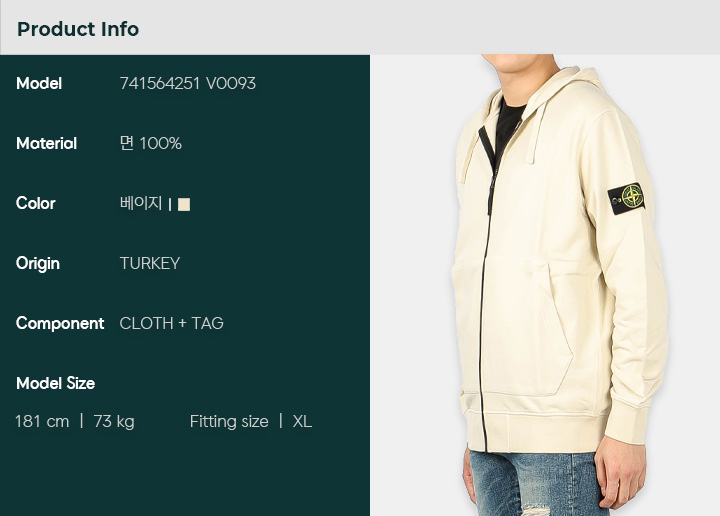 Product Info
Model 741564251 V0093
Material 면 100%
Color 베이지 |
Origin TURKEY
Component CLOTH + TAG
Model Size
181 cm | 73 kg Fitting size | XL